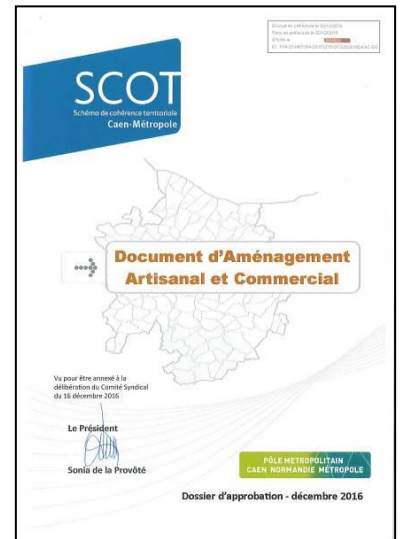 SCOT
Schéma de cohérence territoriale
Caen-Métropole
Document d'Aménagement
Artisanal et Commercial
Vu pour être annexé à la
délibération du Comité Syndical
du 16 décembre 2016
Le Président
Sonia de la Provôté
PÔLE METROPOLITAIN
CAEN NORMANDIE MÉTROPOLE
Dossier d'approbation - décembre 2016